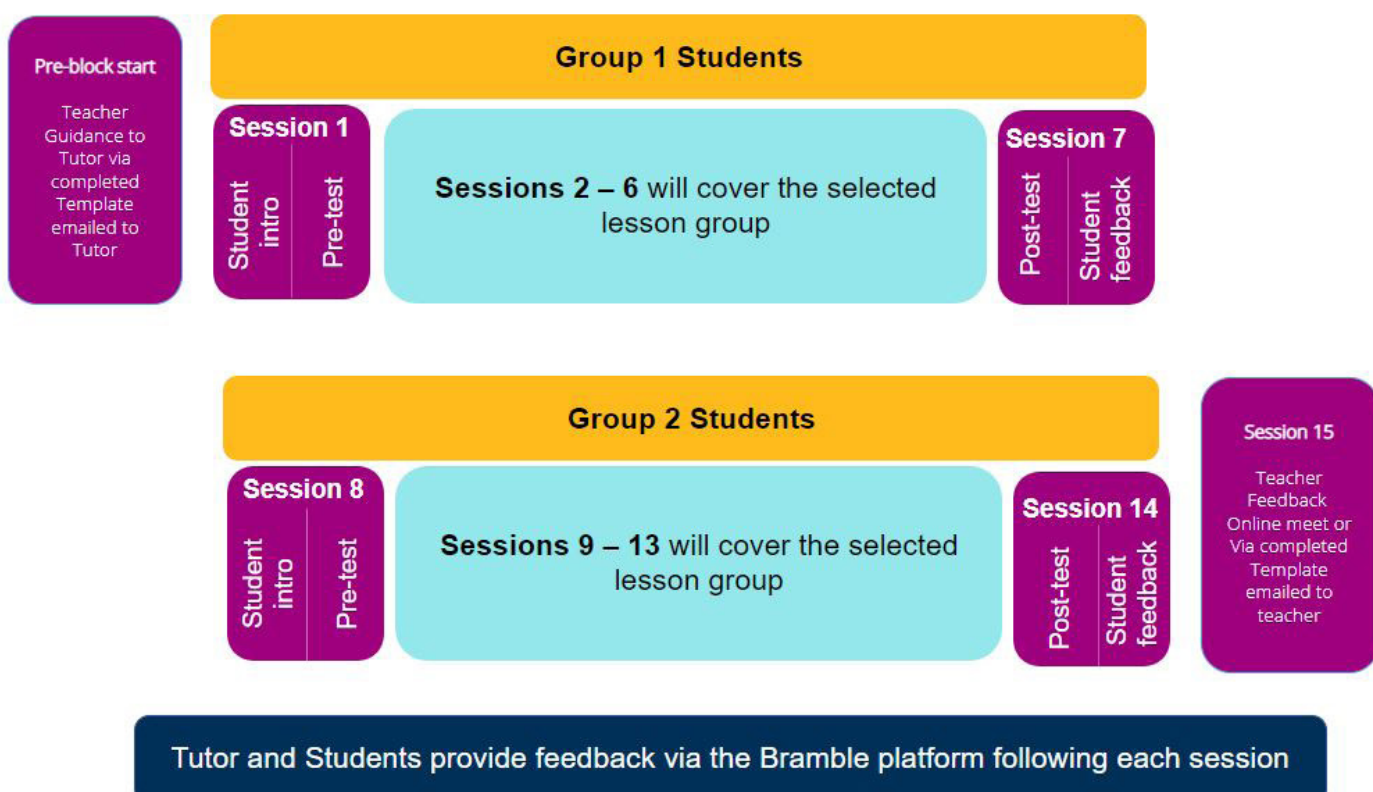 Pre-block start
Teacher
Guidance to
Tutor via
completed
Template
emailed to
Tutor
Group 1 Students
Session 1
Student
intro
Pre-test
Sessions 2 – 6 will cover the selected
lesson group
Session 7
Post-test
Student
feedback
Group 2 Students
Session 8
Student
intro
Pre-test
Sessions 9 – 13 will cover the selected
lesson group
Session 14
Post-test
Student
feedback
Session 15
Teacher
Feedback
Online meet or
Via completed
Template
emailed to
teacher
Tutor and Students provide feedback via the Bramble platform following each session